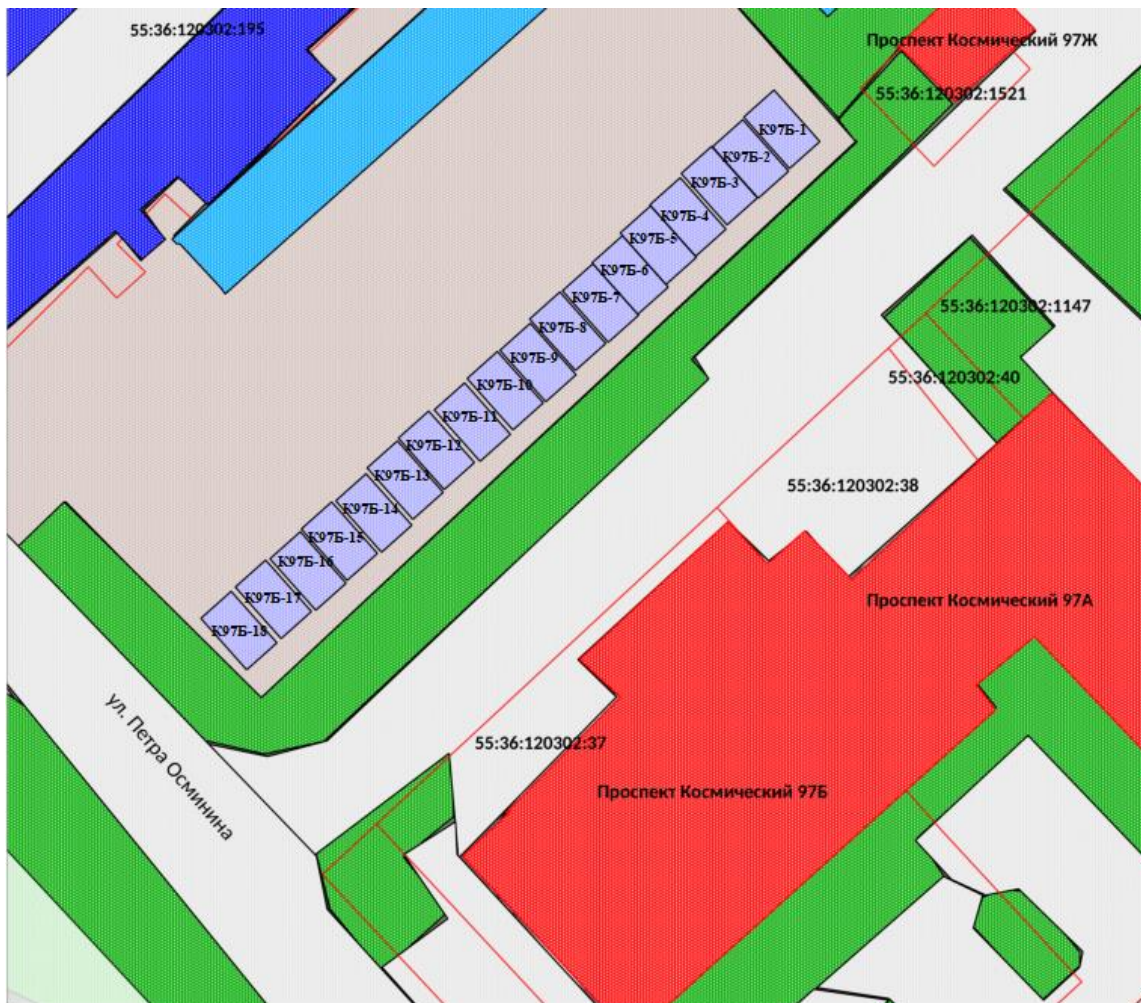 55:36:120302:195
Проспект Космический 97Ж
55:36:120302:1521
К97Б-1
К97Б-2
К97Б-3
К97Б-4
К97Б-5
К97Б-6
К97Б-7
К97Б-8
К97Б-9
К97Б-10
К97Б-11
К97Б-12
К97Б-13
К97Б-14
К97Б-15
К97Б-16
К97Б-17
К97Б-18
55:36:120302:1147
55:36:120302:40
55:36:120302:38
Проспект Космический 97А
ул. Петра Осминина
55:36:120302:37
Проспект Космический 97Б